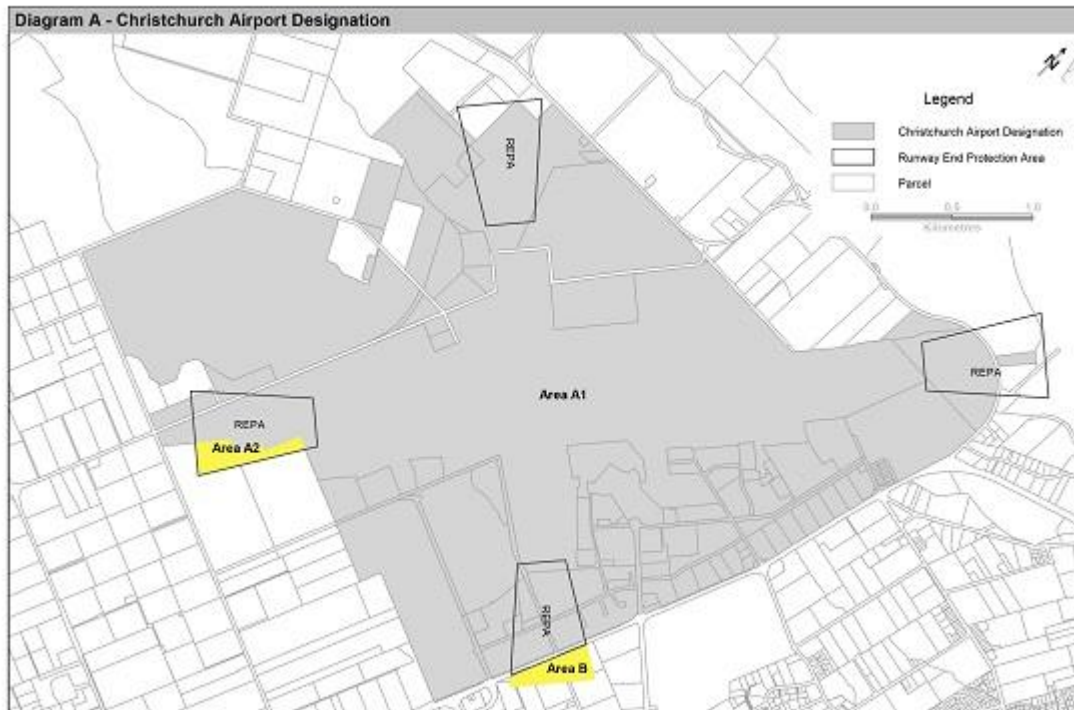 Diagram A - Christchurch Airport Designation
N
Legend
Christchurch Airport Designation
Runway End Protection Area
Parcel
0.0 0.5 1.0
Kilometres
REPA
REPA
Area A1
REPA
Area A2
REPA
Area B